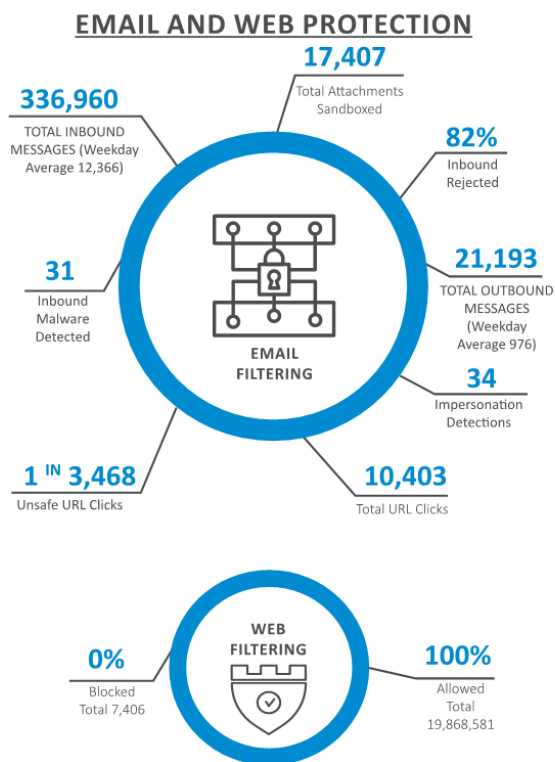 EMAIL AND WEB PROTECTION
17,407
Total Attachments
Sandboxed
336,960
TOTAL INBOUND
MESSAGES (Weekday
Average 12,366)
82%
Inbound
Rejected
31
Inbound
Malware
Detected
21,193
TOTAL OUTBOUND
MESSAGES
(Weekday
Average 976)
EMAIL
FILTERING
34
Impersonation
Detections
1 IN 3,468
Unsafe URL Clicks
10,403
Total URL Clicks
WEB
FILTERING
0%
Blocked
Total 7,406
100%
Allowed
Total
19,868,581